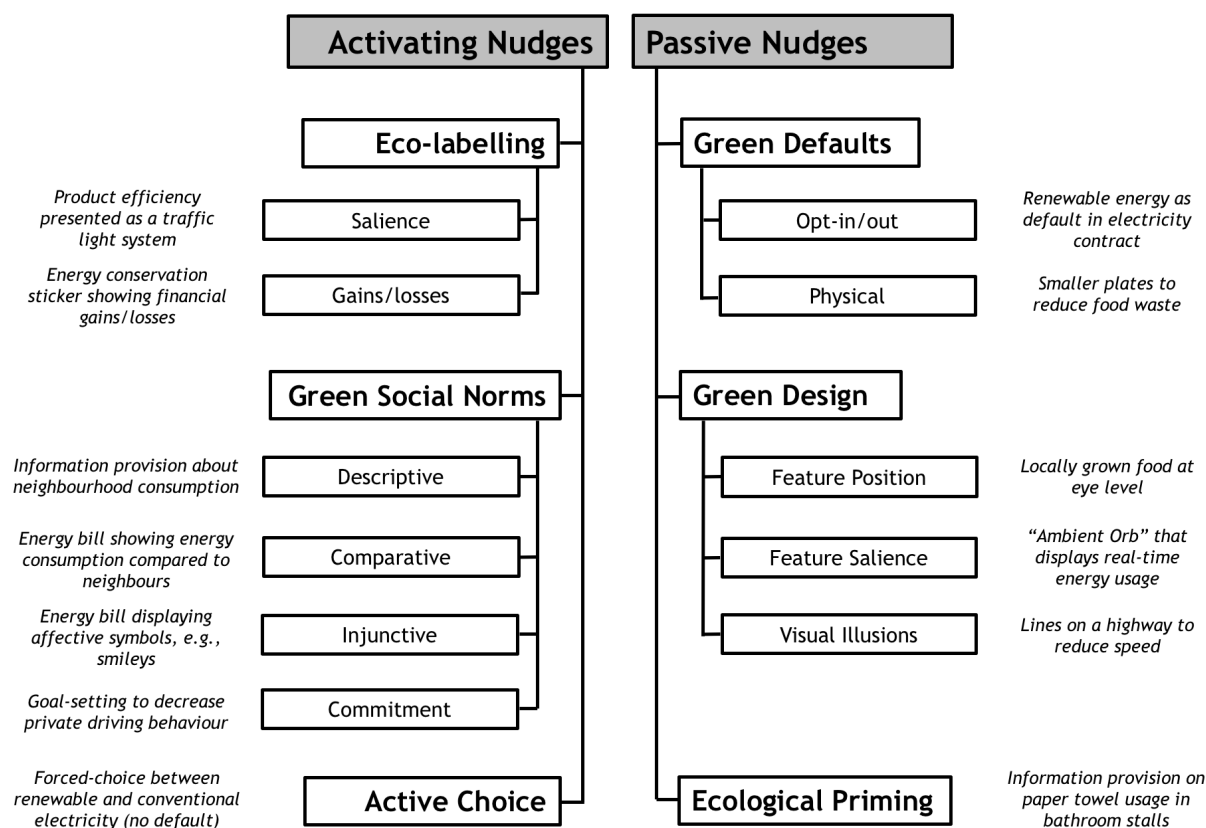 Activating Nudges
Passive Nudges
Eco-labelling
Green Defaults
Product efficiency
presented as a traffic
light system
Salience
Opt-in/out
Renewable energy as
default in electricity
contract
Energy conservation
sticker showing financial
gains/losses
Gains/losses
Physical
Smaller plates to
reduce food waste
Green Social Norms
Green Design
Information provision about
neighbourhood consumption
Descriptive
Feature Position
Locally grown food at
eye level
Energy bill showing energy
consumption compared to
neighbours
Comparative
Feature Salience
“Ambient Orb” that
displays real-time
energy usage
Energy bill displaying
affective symbols, e.g.,
smileys
Injunctive
Visual Illusions
Lines on a highway to
reduce speed
Goal-setting to decrease
private driving behaviour
Commitment
Forced-choice between
renewable and conventional
electricity (no default)
Active Choice
Ecological Priming
Information provision on
paper towel usage in
bathroom stalls